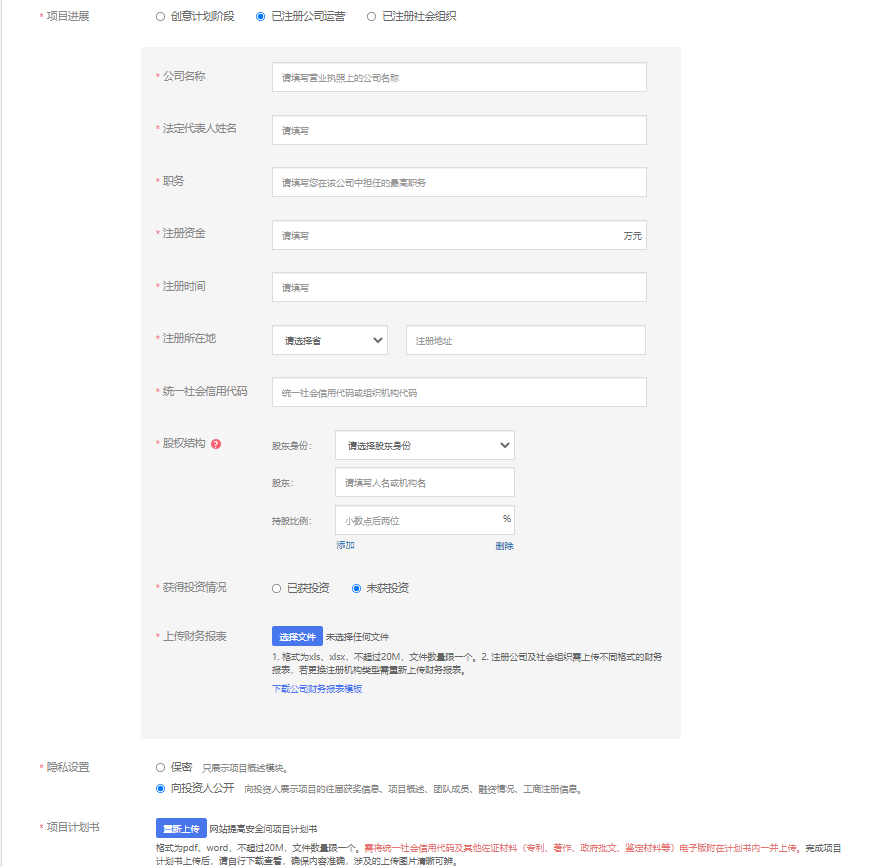 * 项目进展 创意计划阶段 已注册公司运营 已注册社会组织
* 公司名称 请填写营业执照上的公司名称
* 法定代表人姓名 请填写
* 职务 请填写您在该公司中担任的最高职务
* 注册资金 请填写 万元
* 注册时间 请填写
* 注册所在地 请选择省 注册地址
* 统一社会信用代码 统一社会信用代码或组织机构代码
* 股权结构 ? 股东身份: 请选择股东身份
股东: 请填写人名或机构名
持股比例: 小数点后两位 %
添加 删除
* 获得投资情况 已获投资 未获投资
* 上传财务报表 选择文件 未选择任何文件
1. 格式为xls、xlsx，不超过20M，文件数量限一个。2. 注册公司及社会组织需上传不同格式的财务
报表，若更换注册机构类型需重新上传财务报表。
下载公司财务报表模板
* 隐私设置 保密 只展示项目概述模块。
向投资人公开 向投资人展示项目的往届获奖信息、项目概述、团队成员、融资情况、工商注册信息。
* 项目计划书 重新上传 网站提高安全问项目计划书
格式为pdf、word，不超过20M，文件数量限一个。需将统一社会信用代码及其他佐证材料（专利、著作、政府批文、鉴定材料等）电子版附在计划书内一并上传。完成项目
计划书上传后，请自行下载查看，确保内容准确，涉及的上传图片清晰可辨。